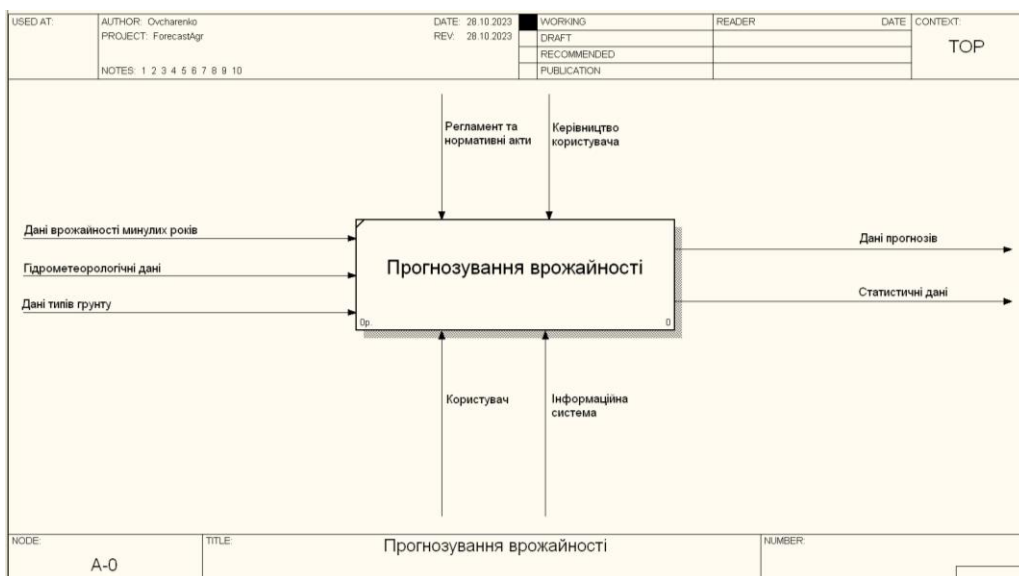 USED AT:
AUTHOR: Ovcharenko
DATE: 28.10.2023
WORKING
READER
DATE
CONTEXT:
PROJECT: ForecastAgr
REV: 28.10.2023
DRAFT
TOP
RECOMMENDED
NOTES: 1 2 3 4 5 6 7 8 9 10
PUBLICATION
Регламент та
нормативні акти
Керівництво
користувача
Дані врожайності минулих років
Гідрометеорологічні дані
Дані типів грунту
Прогнозування врожайності
0р.
0
Дані прогнозів
Статистичні дані
Користувач
Інформаційна
система
NODE:
TITLE:
NUMBER:
A-0
Прогнозування врожайності